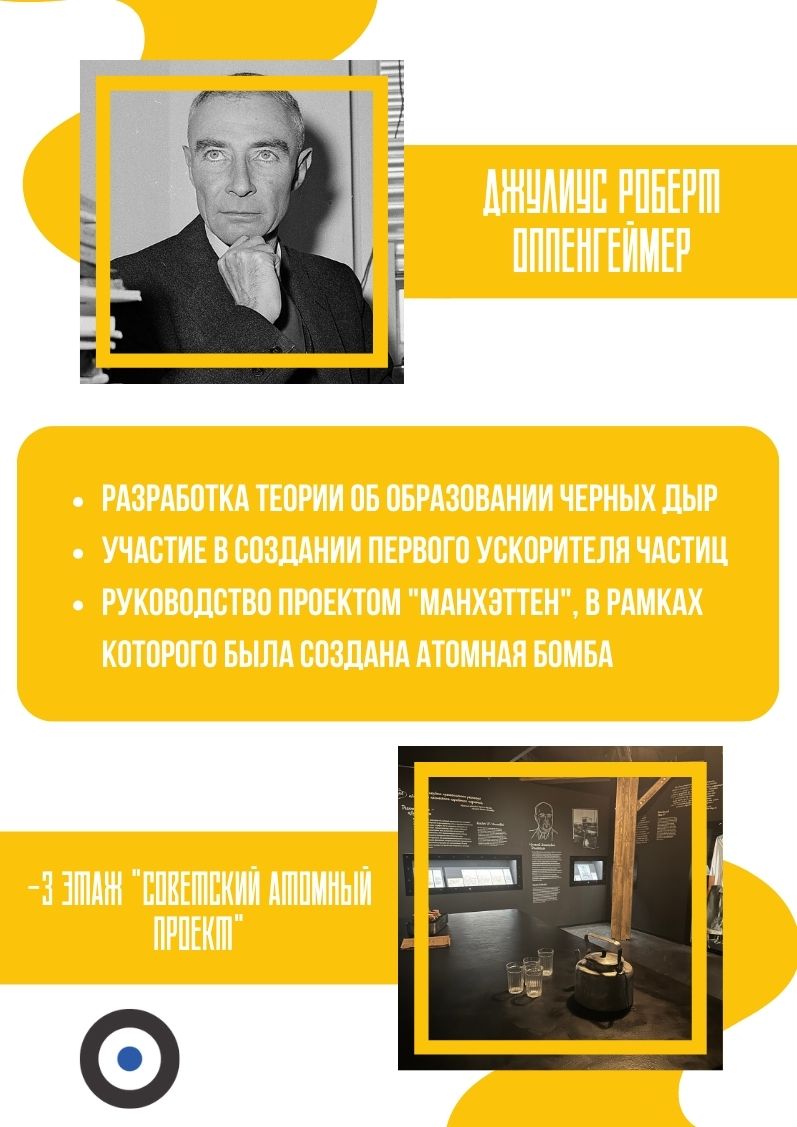 ДЖУЛИУС РОБЕРТ
ОППЕНГЕЙМЕР
• РАЗРАБОТКА ТЕОРИИ ОБ ОБРАЗОВАНИИ ЧЕРНЫХ ДЫР
• УЧАСТИЕ В СОЗДАНИИ ПЕРВОГО УСКОРИТЕЛЯ ЧАСТИЦ
• РУКОВОДСТВО ПРОЕКТОМ "МАНХЭТТЕН", В РАМКАХ
КОТОРОГО БЫЛА СОЗДАНА АТОМНАЯ БОМБА
-3 ЭТАЖ "СОВЕТСКИЙ АТОМНЫЙ
ПРОЕКТ"